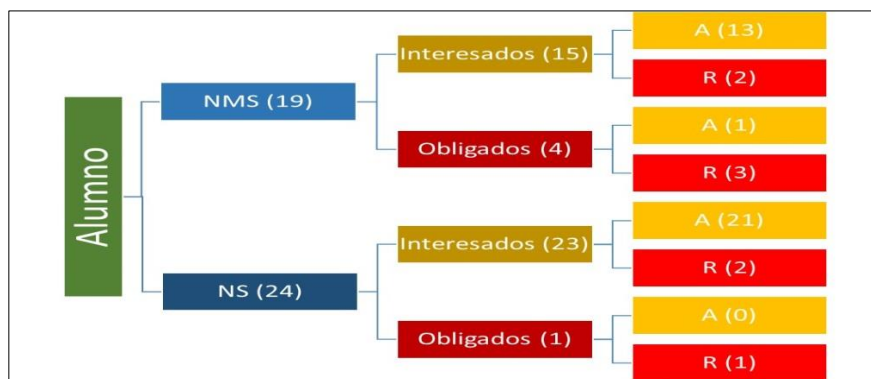 Alumno
NMS (19)
Interesados (15)
A (13)
R (2)
Obligados (4)
A (1)
R (3)
NS (24)
Interesados (23)
A (21)
R (2)
Obligados (1)
A (0)
R (1)